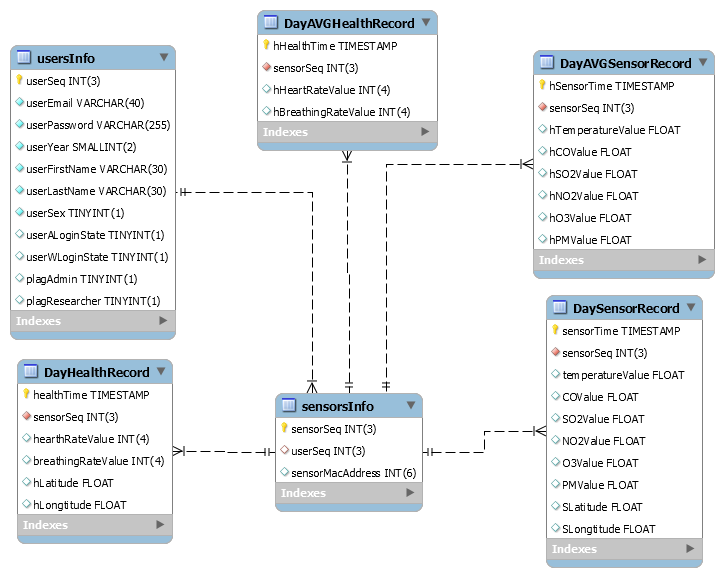 usersInfo
userSeq INT(3)
userEmail VARCHAR(40)
userPassword VARCHAR(255)
userYear SMALLINT(2)
userFirstName VARCHAR(30)
userLastName VARCHAR(30)
userSex TINYINT(1)
userALoginState TINYINT(1)
userWLoginState TINYINT(1)
plagAdmin TINYINT(1)
plagResearcher TINYINT(1)
Indexes
DayAVGHealthRecord
hHealthTime TIMESTAMP
sensorSeq INT(3)
hHeartRateValue INT(4)
hBreathingRateValue INT(4)
Indexes
DayAVGSensorRecord
hSensorTime TIMESTAMP
sensorSeq INT(3)
hTemperatureValue FLOAT
hCOValue FLOAT
hSO2Value FLOAT
hNO2Value FLOAT
hO3Value FLOAT
hPMValue FLOAT
Indexes
DayHealthRecord
healthTime TIMESTAMP
sensorSeq INT(3)
hearthRateValue INT(4)
breathingRateValue INT(4)
hLatitude FLOAT
hLongtitude FLOAT
Indexes
sensorsInfo
sensorSeq INT(3)
userSeq INT(3)
sensorMacAddress INT(6)
Indexes
DaySensorRecord
sensorTime TIMESTAMP
sensorSeq INT(3)
temperatureValue FLOAT
COValue FLOAT
SO2Value FLOAT
NO2Value FLOAT
O3Value FLOAT
PMValue FLOAT
SLatitude FLOAT
SLongtitude FLOAT
Indexes